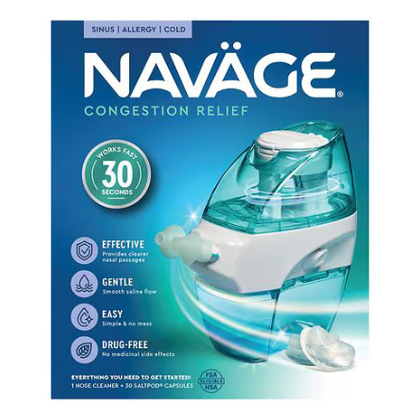 SINUS | ALLERGY | COLD
NAVÄGE®
CONGESTION RELIEF
WORKS FAST
30
SECONDS
EFFECTIVE
Provides clearer
nasal passages
GENTLE
Smooth saline flow
EASY
Simple & no mess
DRUG-FREE
No medicinal side effects
EVERYTHING YOU NEED TO GET STARTED!
1 NOSE CLEANER • 30 SALTPOD® CAPSULES
FSA
ELIGIBLE
HSA